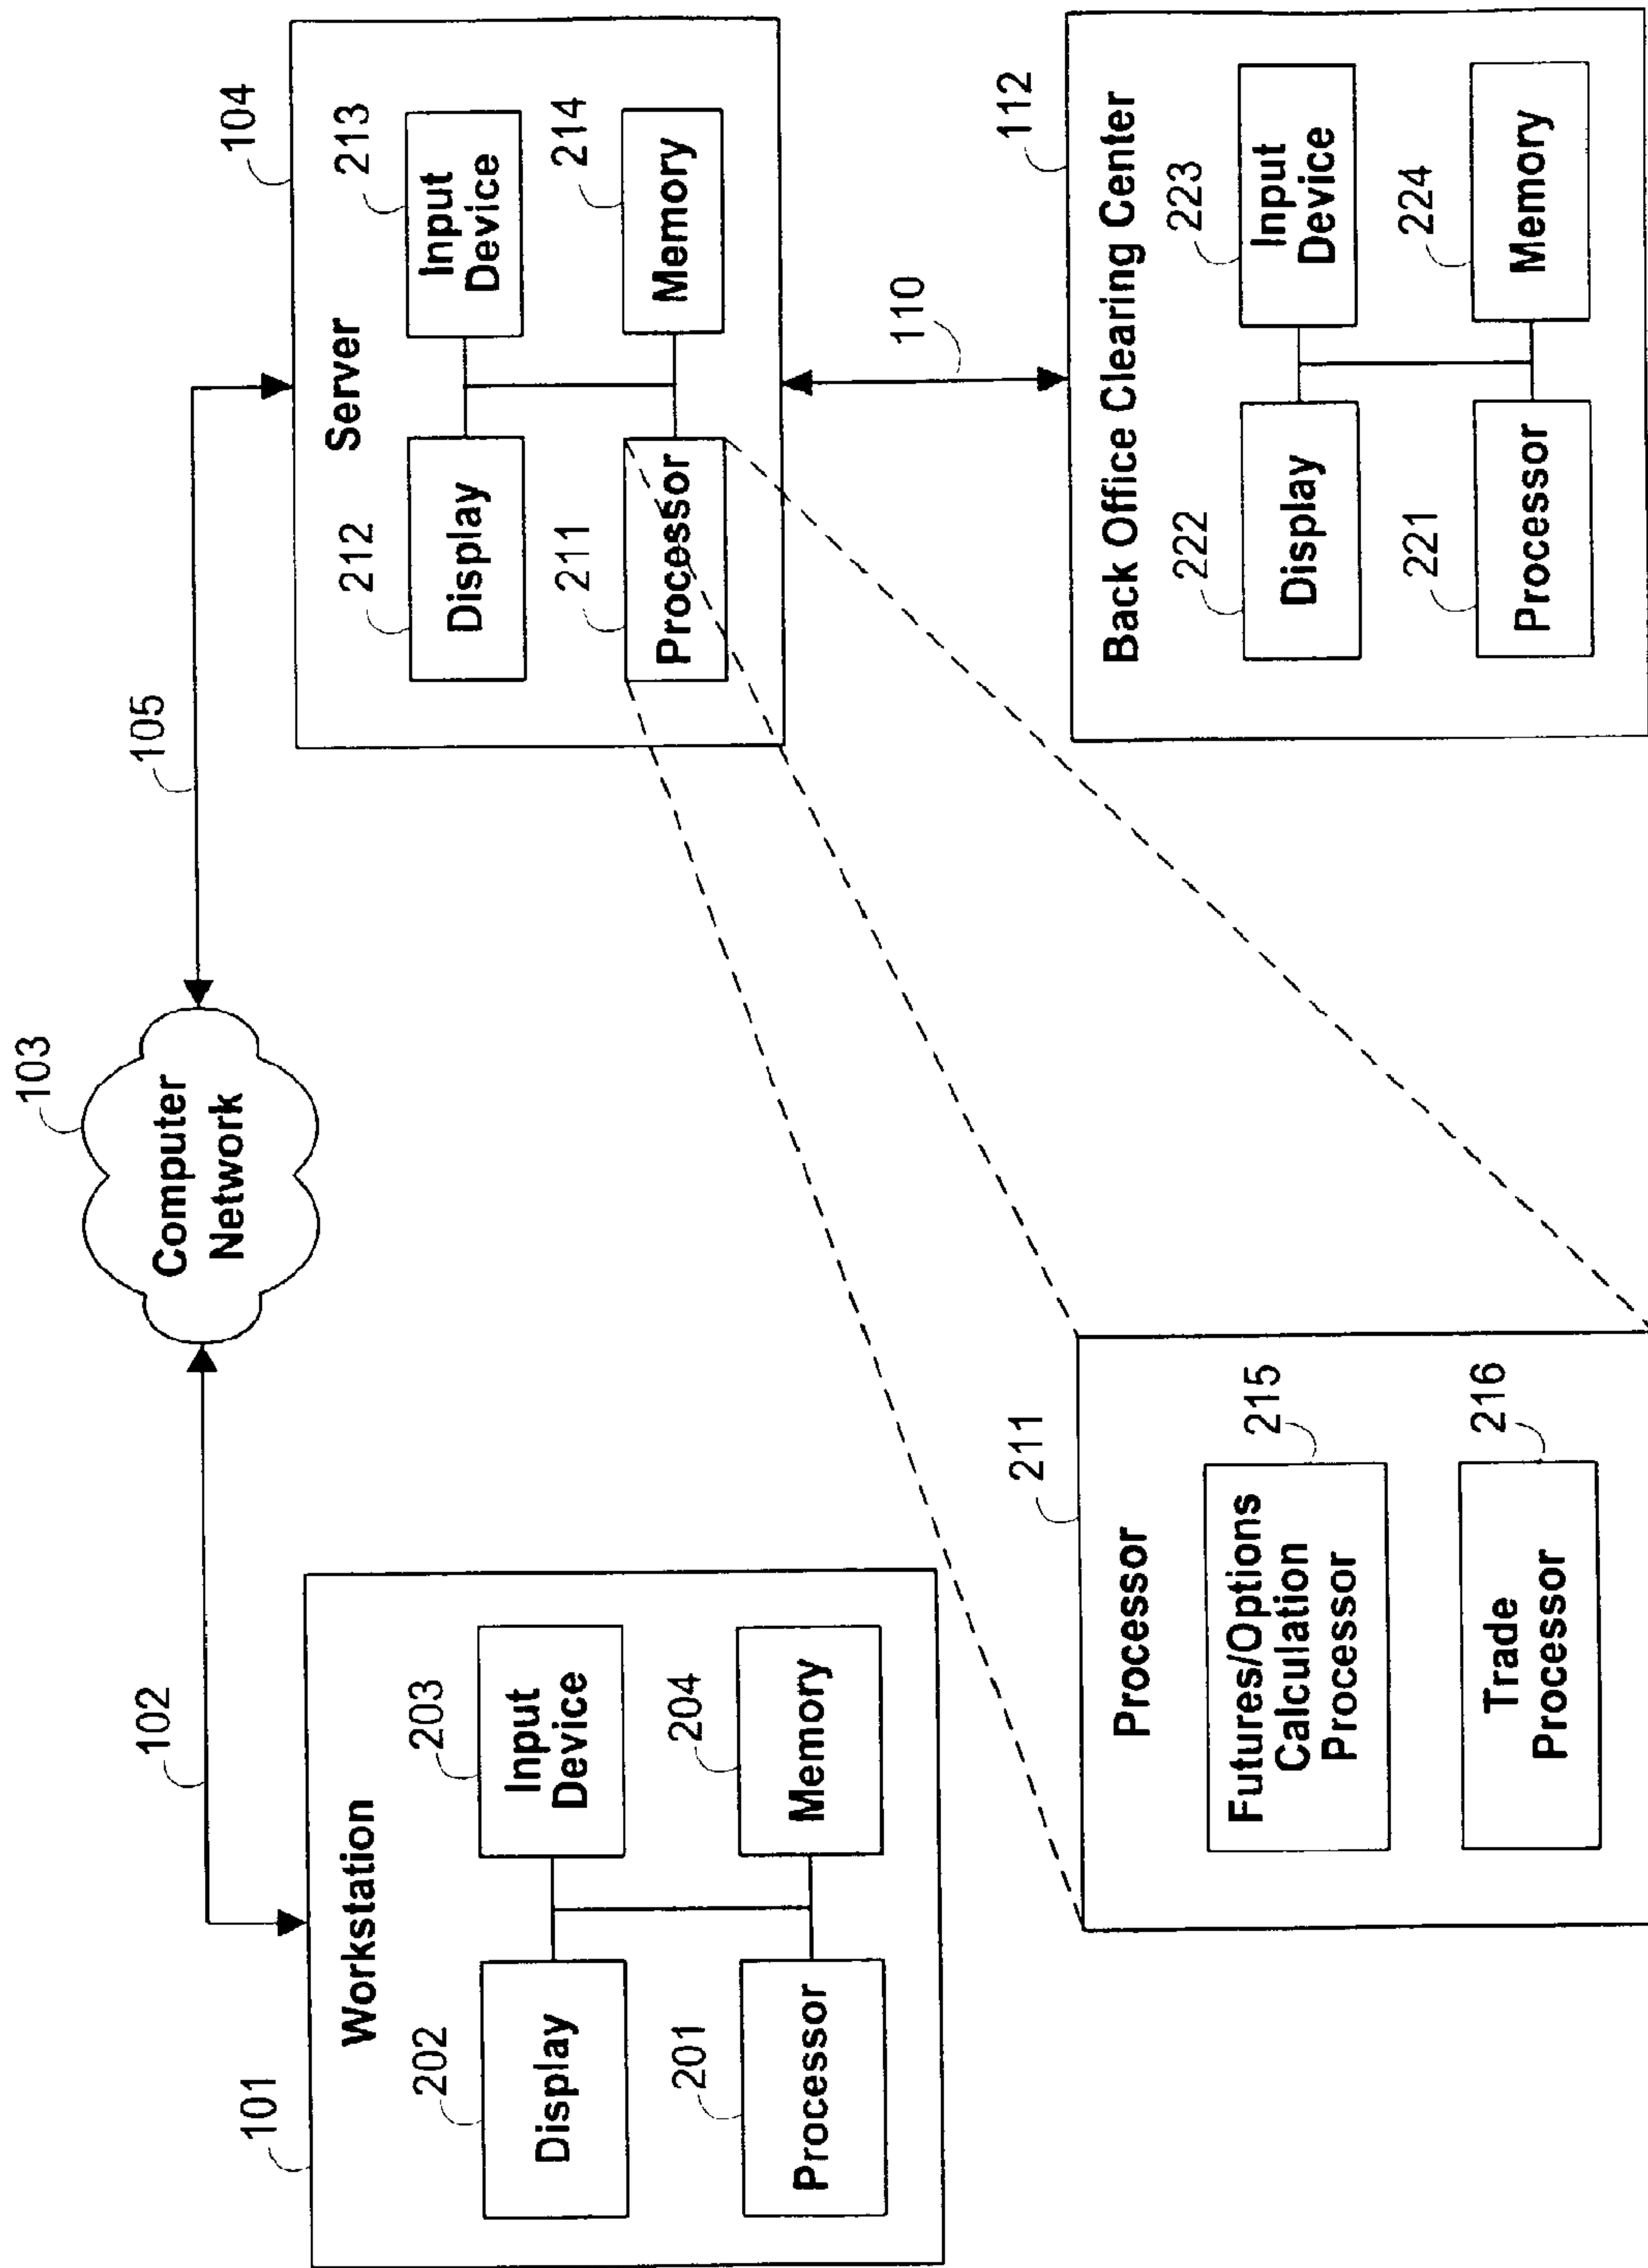 103
Computer
Network
102
105
101
Workstation
202
Display
203
Input
Device
201
Processor
204
Memory
104
Server
212
Display
213
Input
Device
211
Processor
214
Memory
110
211
Processor
Futures/Options
Calculation
Processor
215
Trade
Processor
216
112
Back Office Clearing Center
222
Display
223
Input
Device
221
Processor
224
Memory